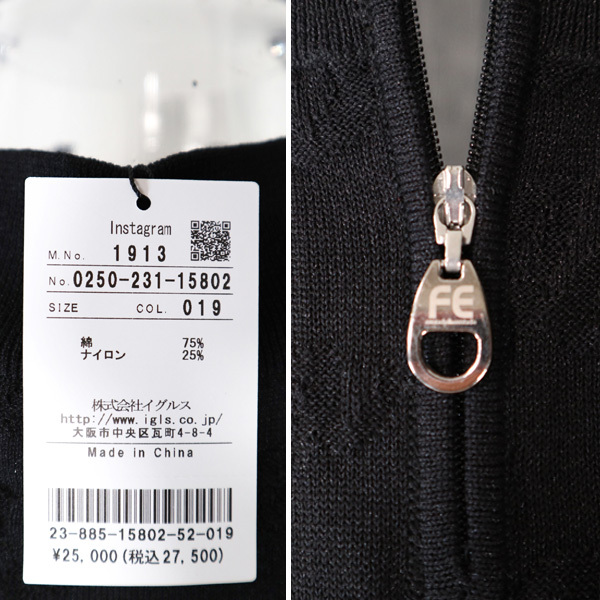 Instagram
M.No. 1913
No. 0250-231-15802
SIZE COL. 019
綿 75%
ナイロン 25%
株式会社イグルス
http://www.igls.co.jp/
大阪市中央区瓦町4-8-4
Made in China
23-885-15802-52-019
¥25,000(税込27,500)
FE